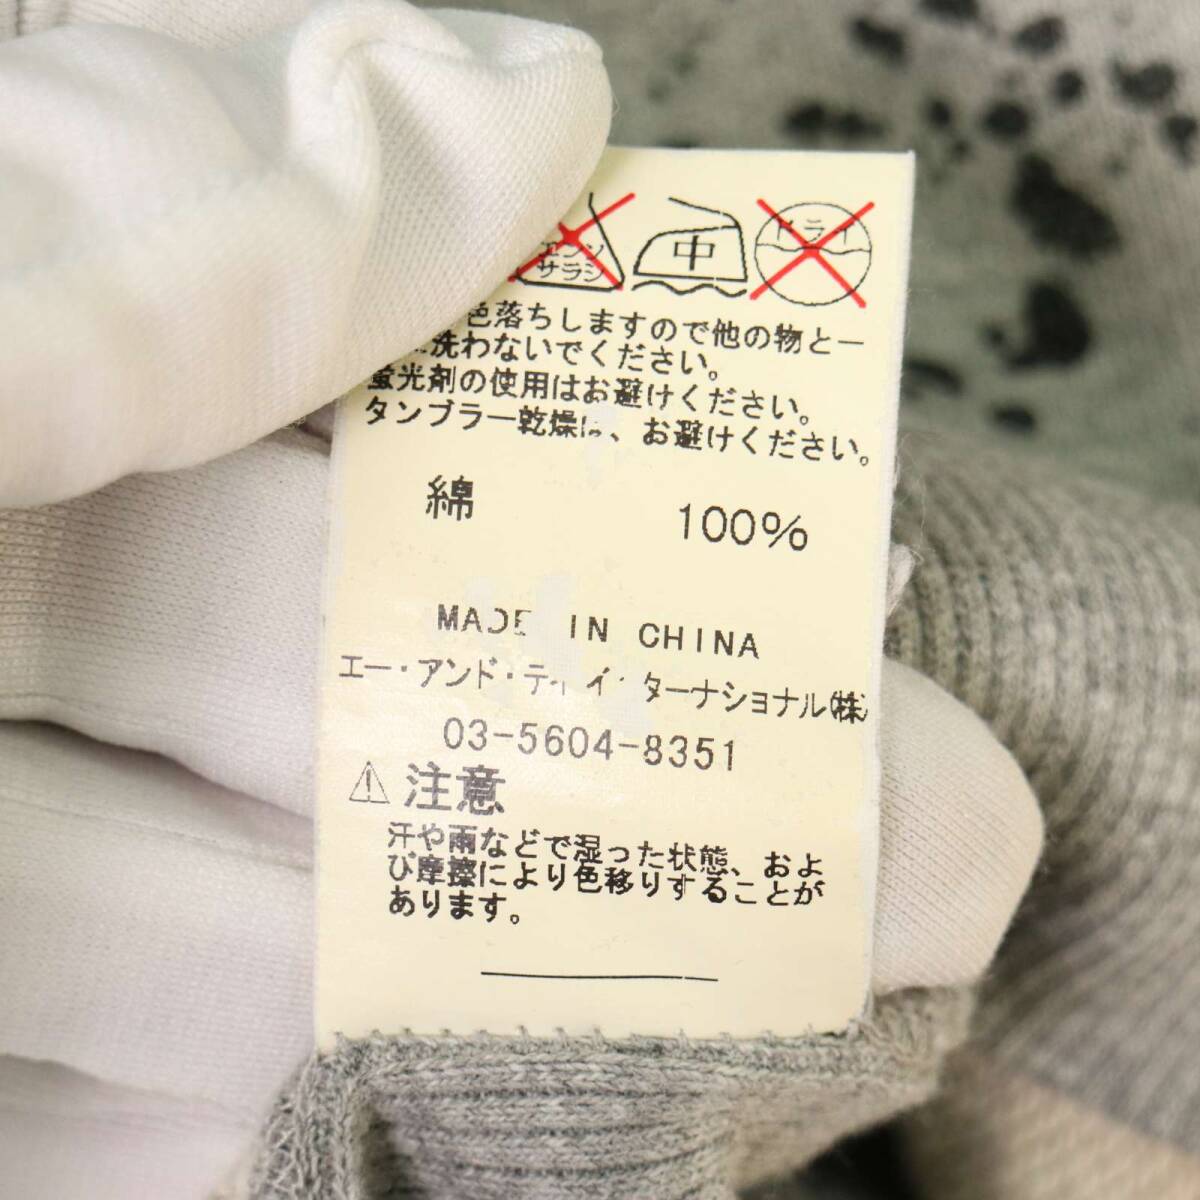 エンソ
サラシ
中
ドライ
色落ちしますので他の物と一
洗わないでください。
蛍光剤の使用はお避けください。
タンブラー乾燥は、お避けください。
綿 100%
MADE IN CHINA
エー・アンド・ティ ターナショナル㈱
03-5604-8351
⚠ 注意
汗や雨などで湿った状態、およ
び摩擦により色移りすることが
あります。